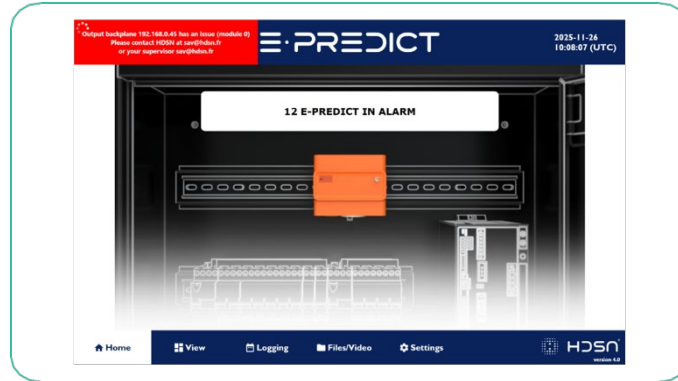 Output backplane 192.168.0.45 has an issue (module 0)
Please contact HDSN at sav@hdsn.fr
or your supervisor sav@hdsn.fr
E·PREDICT
2025-11-26
10:08:07 (UTC)
12 E-PREDICT IN ALARM
Home
View
Logging
Files/Video
Settings
HDSN
version 4.0